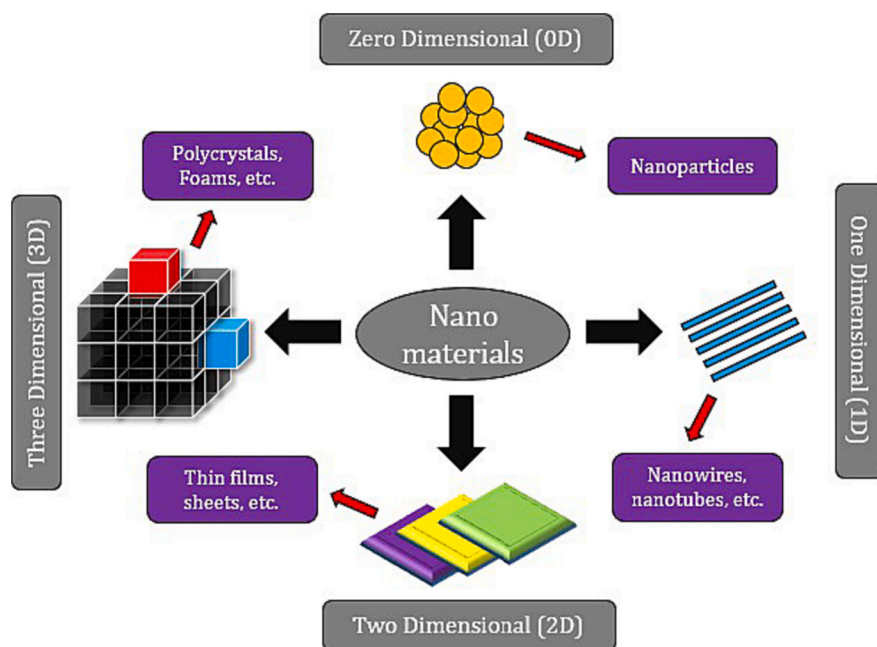 Zero Dimensional (0D)
Polycrystals,
Foams, etc.
Nanoparticles
Three Dimensional (3D)
Nano
materials
One Dimensional (1D)
Thin films,
sheets, etc.
Nanowires,
nanotubes, etc.
Two Dimensional (2D)